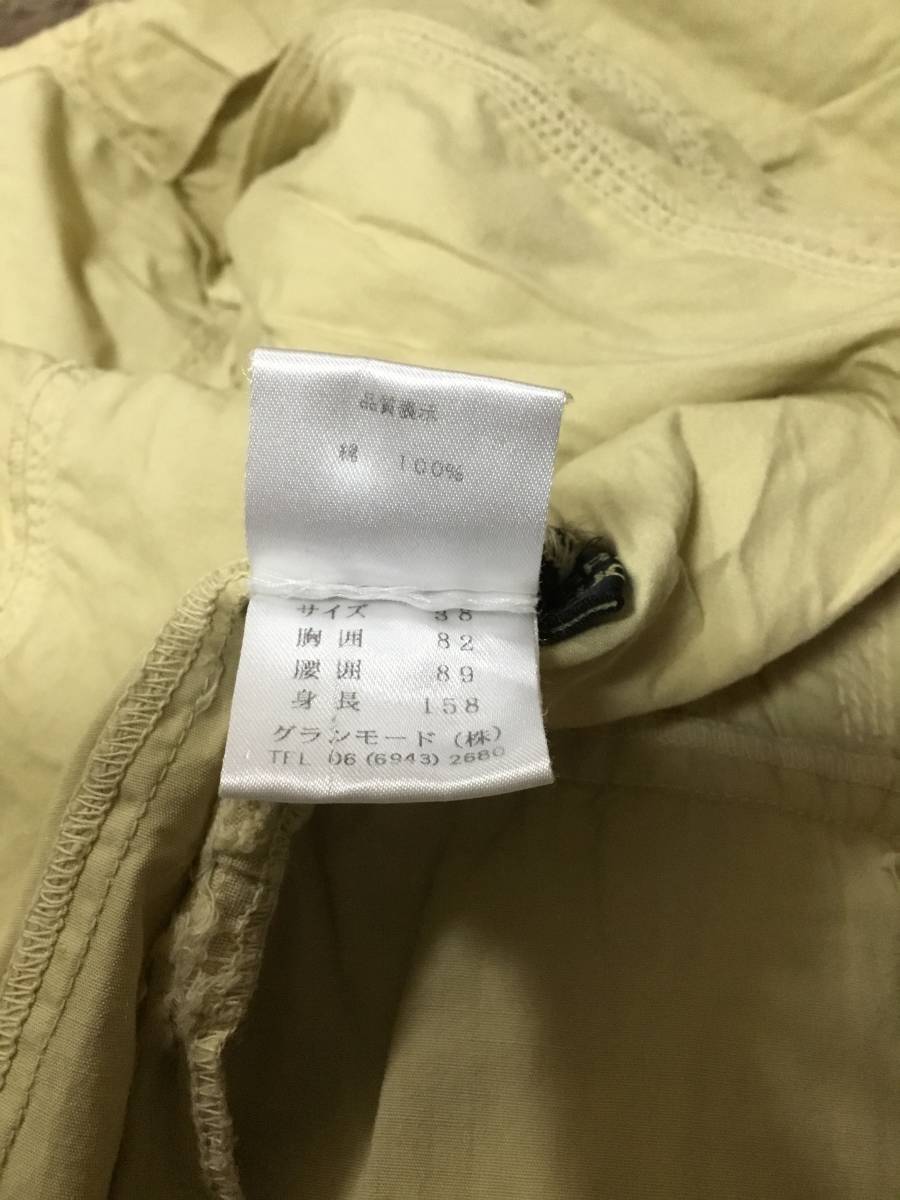 品質表示
綿 100%
サイズ 38
胸囲 82
腰囲 89
身長 158
グランモード(株)
TEL 06(6943)2680